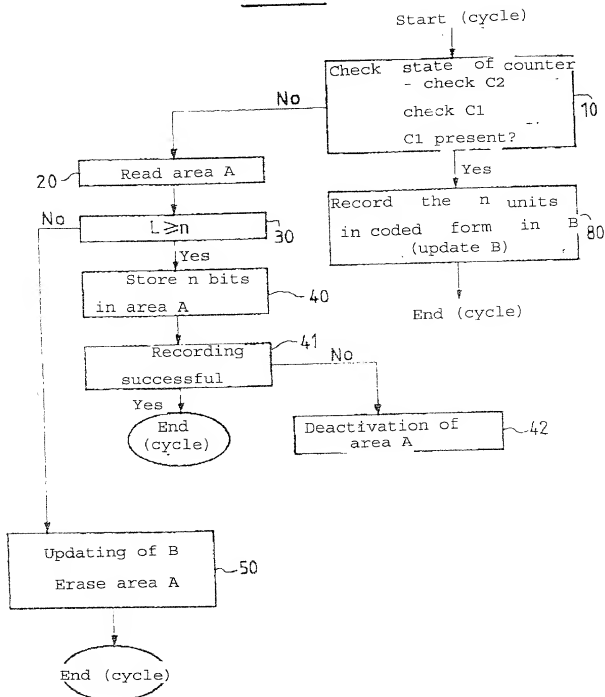 Start (cycle)
Check state of counter
- check C2
check C1
C1 present?
10
No
Yes
20
Read area A
Record the n units
in coded form in B
(update B)
80
No
L ⩾ n
30
Yes
Store n bits
in area A
40
End (cycle)
Recording
successful
41
No
Yes
End
(cycle)
Deactivation of
area A
42
Updating of B
Erase area A
50
End (cycle)